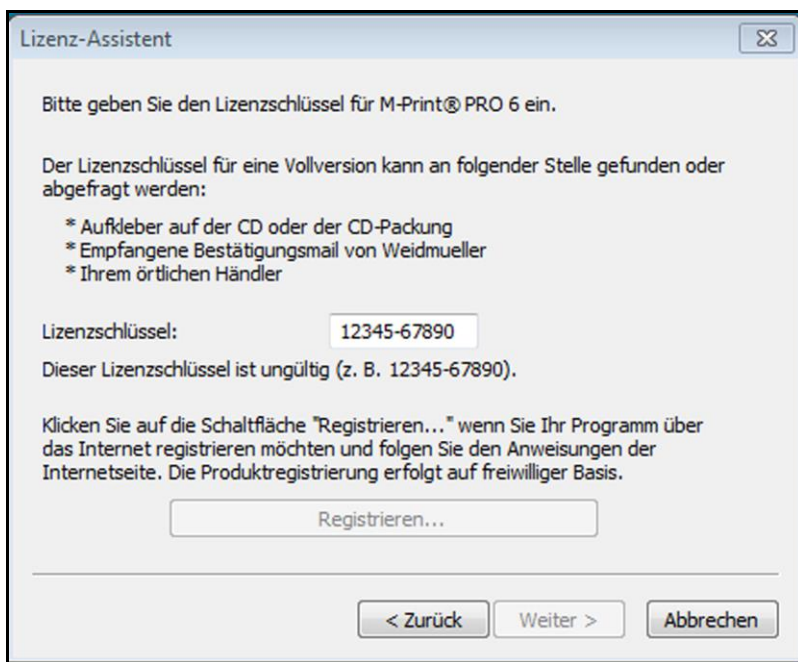 Lizenz-Assistent
Bitte geben Sie den Lizenzschlüssel für M-Print® PRO 6 ein.
Der Lizenzschlüssel für eine Vollversion kann an folgender Stelle gefunden oder
abgefragt werden:
* Aufkleber auf der CD oder der CD-Packung
* Empfangene Bestätigungsmail von Weidmueller
* Ihrem örtlichen Händler
Lizenzschlüssel: 12345-67890
Dieser Lizenzschlüssel ist ungültig (z. B. 12345-67890).
Klicken Sie auf die Schaltfläche "Registrieren..." wenn Sie Ihr Programm über
das Internet registrieren möchten und folgen Sie den Anweisungen der
Internetseite. Die Produktregistrierung erfolgt auf freiwilliger Basis.
Registrieren...
< Zurück Weiter > Abbrechen